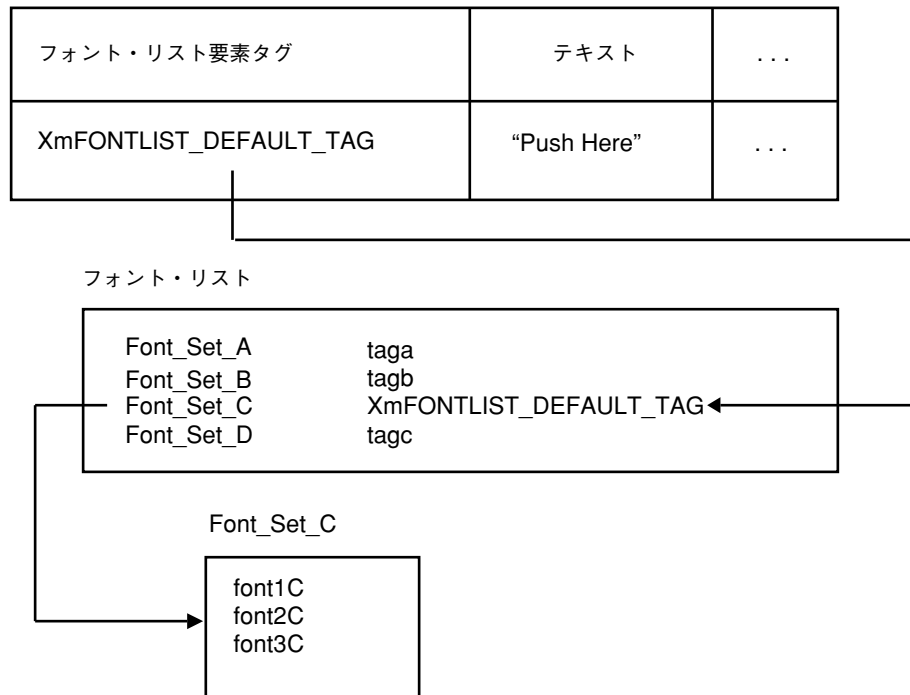 フォント・リスト要素タグ テキスト . . .
XmFONTLIST_DEFAULT_TAG “Push Here” . . .
フォント・リスト
Font_Set_A taga
Font_Set_B tagb
Font_Set_C XmFONTLIST_DEFAULT_TAG
Font_Set_D tagc
Font_Set_C
font1C
font2C
font3C